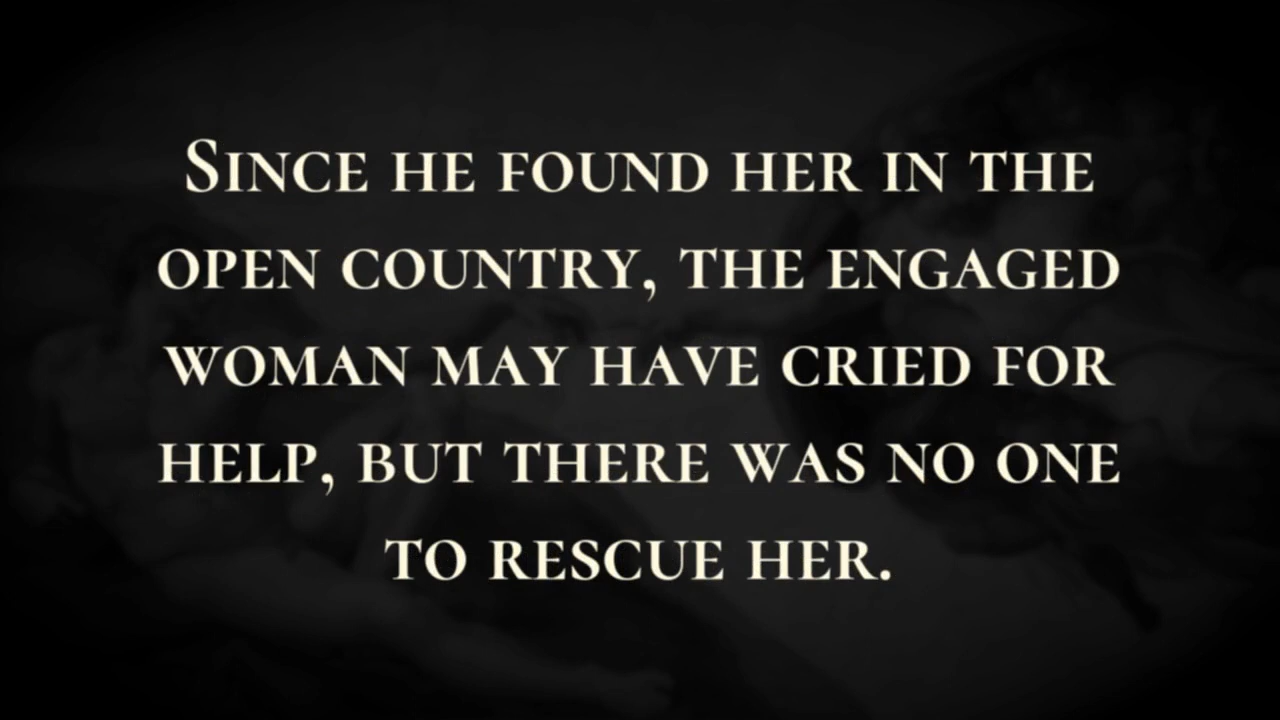 Since he found her in the
open country, the engaged
woman may have cried for
help, but there was no one
to rescue her.